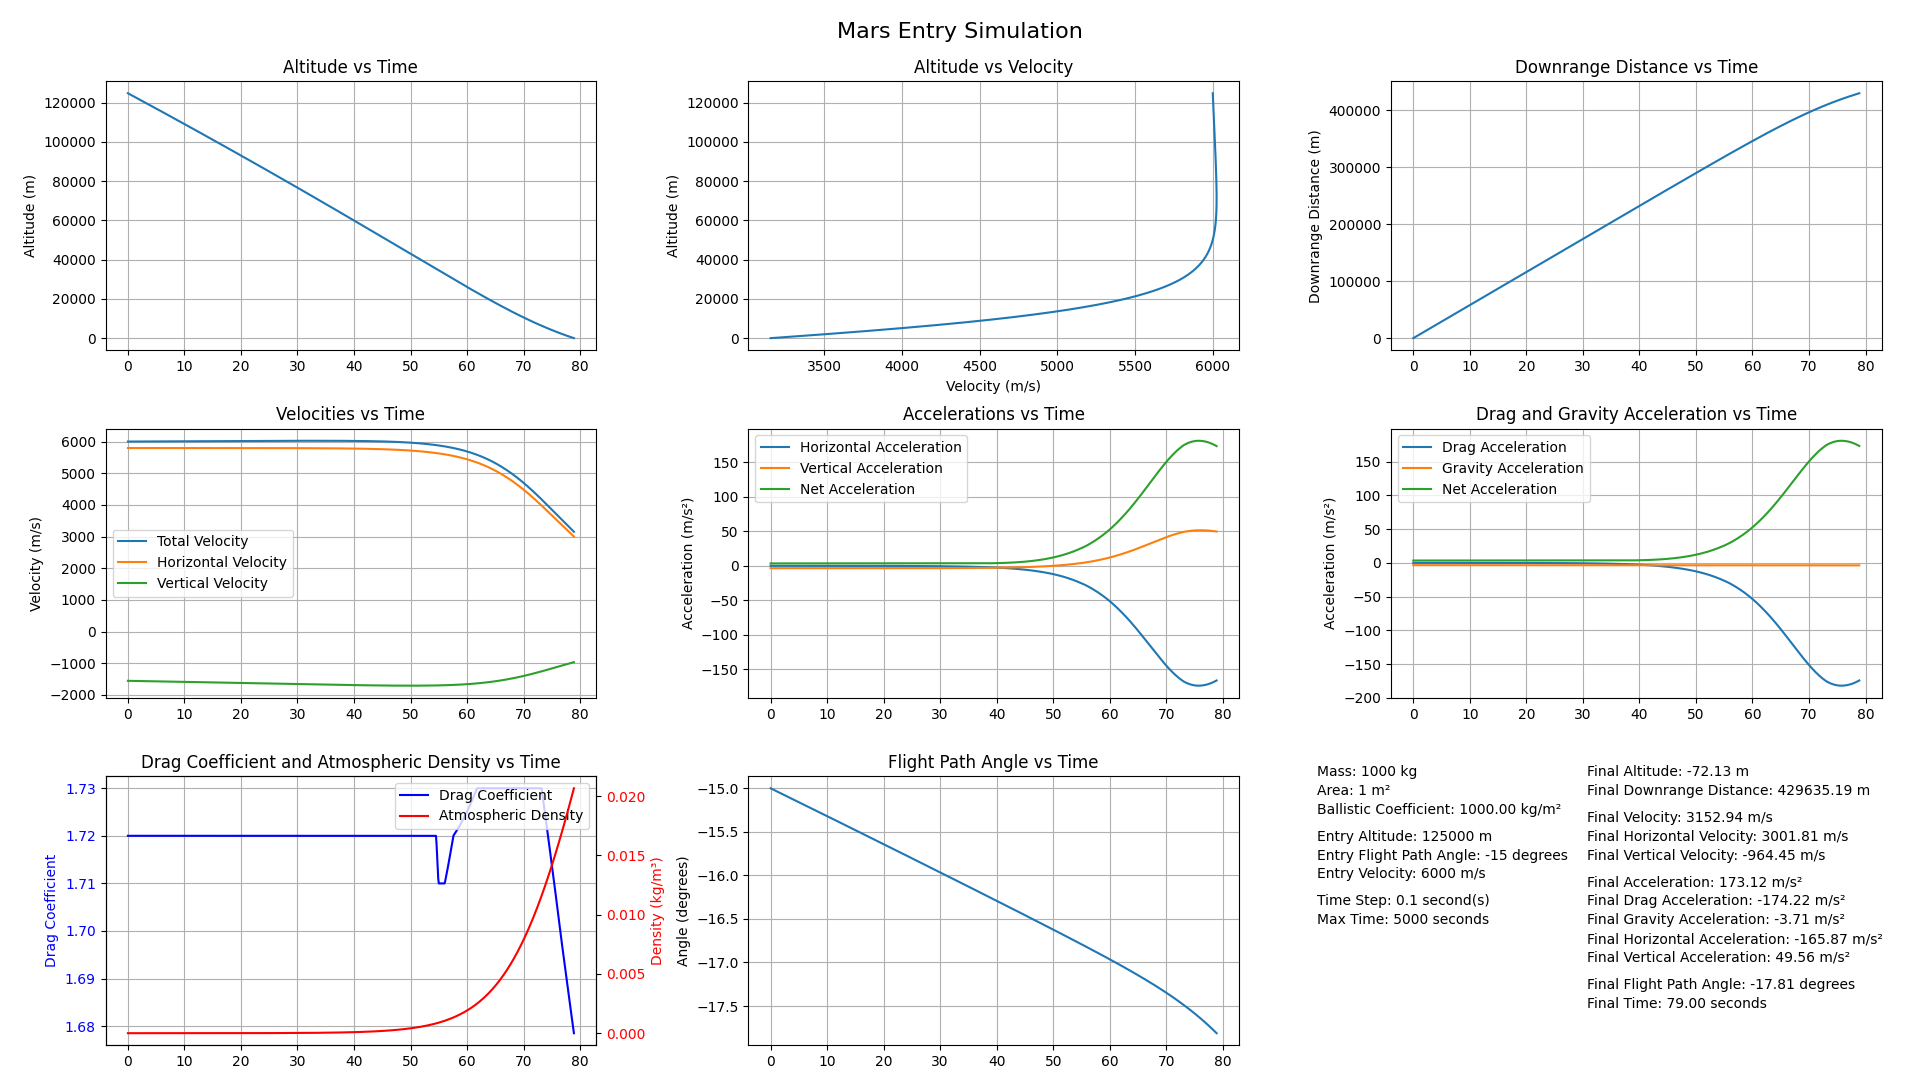 Mars Entry Simulation
Altitude vs Time
Altitude (m)
120000
100000
80000
60000
40000
20000
0
0 10 20 30 40 50 60 70 80
Altitude vs Velocity
Altitude (m)
120000
100000
80000
60000
40000
20000
0
3500 4000 4500 5000 5500 6000
Velocity (m/s)
Downrange Distance vs Time
Downrange Distance (m)
400000
300000
200000
100000
0
0 10 20 30 40 50 60 70 80
Velocities vs Time
Velocity (m/s)
6000
5000
4000
3000
2000
1000
0
−1000
−2000
Total Velocity
Horizontal Velocity
Vertical Velocity
0 10 20 30 40 50 60 70 80
Accelerations vs Time
Acceleration (m/s²)
150
100
50
0
−50
−100
−150
Horizontal Acceleration
Vertical Acceleration
Net Acceleration
0 10 20 30 40 50 60 70 80
Drag and Gravity Acceleration vs Time
Acceleration (m/s²)
150
100
50
0
−50
−100
−150
−200
Drag Acceleration
Gravity Acceleration
Net Acceleration
0 10 20 30 40 50 60 70 80
Drag Coefficient and Atmospheric Density vs Time
Drag Coefficient
1.73
1.72
1.71
1.70
1.69
1.68
Drag Coefficient
Atmospheric Density
0.020
0.015
0.010
0.005
0.000
Density (kg/m³)
0 10 20 30 40 50 60 70 80
Flight Path Angle vs Time
Angle (degrees)
−15.0
−15.5
−16.0
−16.5
−17.0
−17.5
0 10 20 30 40 50 60 70 80
Mass: 1000 kg
Area: 1 m²
Ballistic Coefficient: 1000.00 kg/m²
Entry Altitude: 125000 m
Entry Flight Path Angle: -15 degrees
Entry Velocity: 6000 m/s
Time Step: 0.1 second(s)
Max Time: 5000 seconds
Final Altitude: -72.13 m
Final Downrange Distance: 429635.19 m
Final Velocity: 3152.94 m/s
Final Horizontal Velocity: 3001.81 m/s
Final Vertical Velocity: -964.45 m/s
Final Acceleration: 173.12 m/s²
Final Drag Acceleration: -174.22 m/s²
Final Gravity Acceleration: -3.71 m/s²
Final Horizontal Acceleration: -165.87 m/s²
Final Vertical Acceleration: 49.56 m/s²
Final Flight Path Angle: -17.81 degrees
Final Time: 79.00 seconds